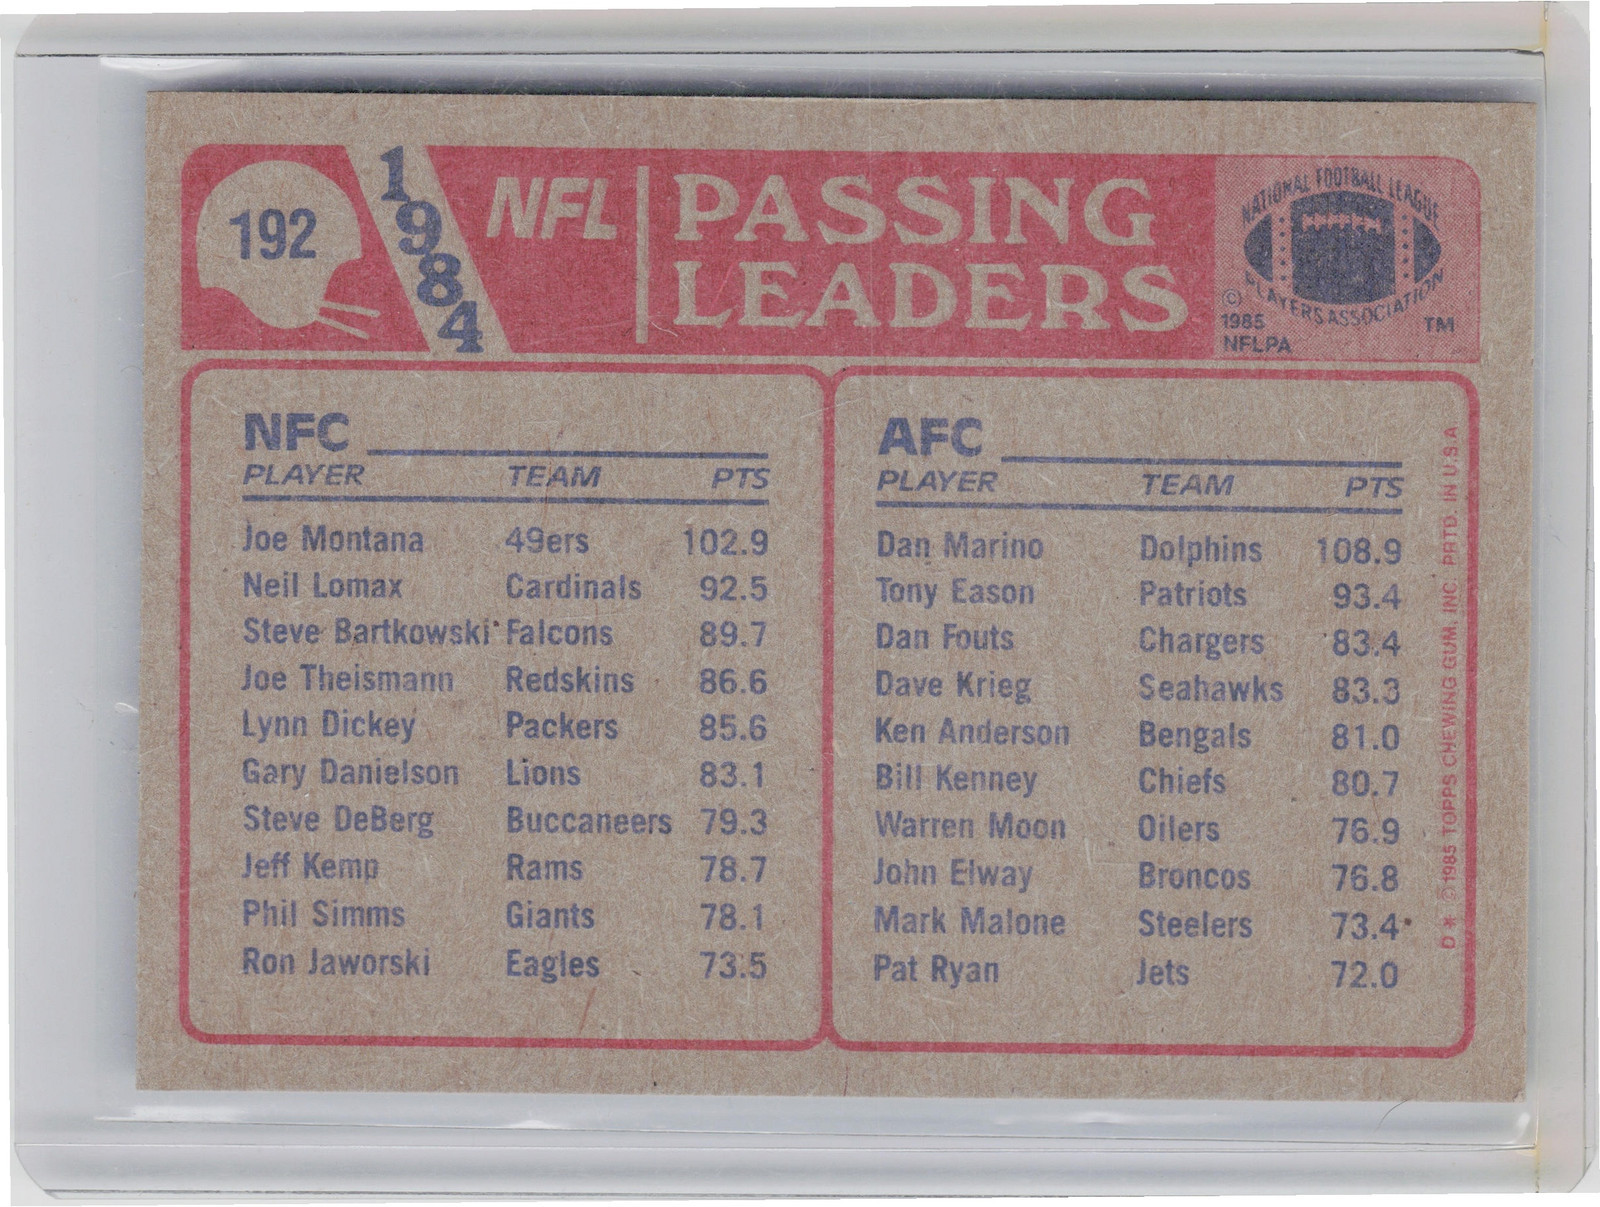 192
1984
NFL
PASSING
LEADERS
NATIONAL FOOTBALL LEAGUE
PLAYERS ASSOCIATION
©
1985
NFLPA
TM
NFC
PLAYER TEAM PTS
Joe Montana 49ers 102.9
Neil Lomax Cardinals 92.5
Steve Bartkowski Falcons 89.7
Joe Theismann Redskins 86.6
Lynn Dickey Packers 85.6
Gary Danielson Lions 83.1
Steve DeBerg Buccaneers 79.3
Jeff Kemp Rams 78.7
Phil Simms Giants 78.1
Ron Jaworski Eagles 73.5
AFC
PLAYER TEAM PTS
Dan Marino Dolphins 108.9
Tony Eason Patriots 93.4
Dan Fouts Chargers 83.4
Dave Krieg Seahawks 83.3
Ken Anderson Bengals 81.0
Bill Kenney Chiefs 80.7
Warren Moon Oilers 76.9
John Elway Broncos 76.8
Mark Malone Steelers 73.4
Pat Ryan Jets 72.0
D * © 1985 TOPPS CHEWING GUM, INC. PRTD. IN U.S.A